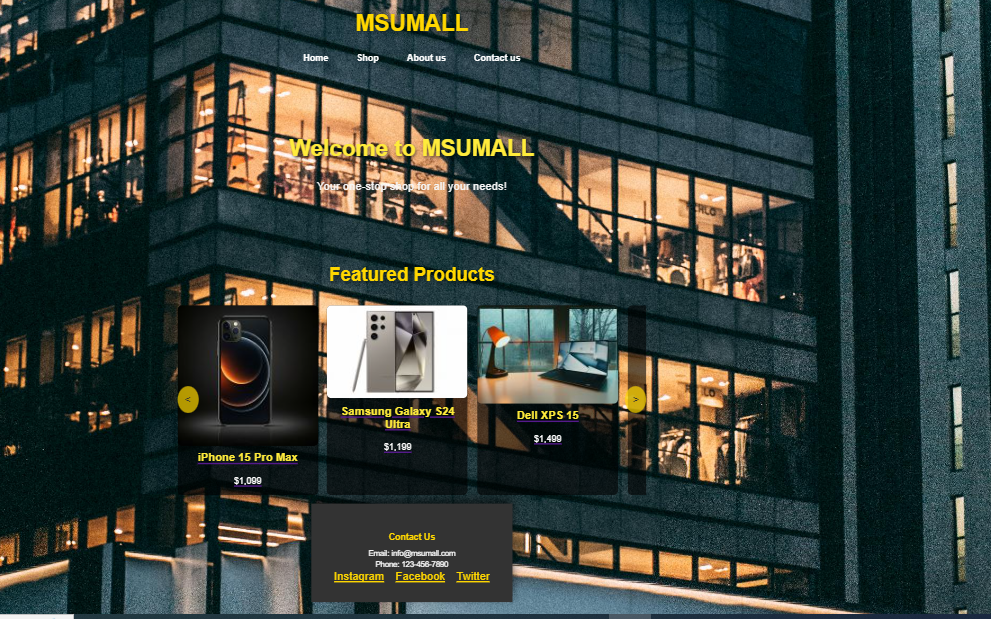 MSUMALL
Home Shop About us Contact us
Welcome to MSUMALL
Your one-stop shop for all your needs!
Featured Products
< >
iPhone 15 Pro Max
$1,099
Samsung Galaxy S24
Ultra
$1,199
Dell XPS 15
$1,499
Contact Us
Email: info@msumall.com
Phone: 123-456-7890
Instagram Facebook Twitter